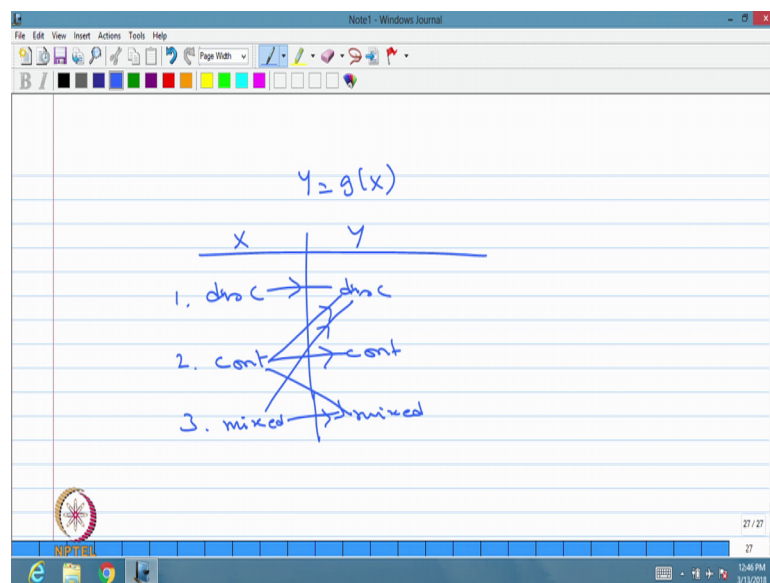 Note1 - Windows Journal
File Edit View Insert Actions Tools Help
Page Width
B I
Y = g(X)
X Y
1. disc disc
2. cont cont
3. mixed mixed
27 / 27
NPTEL
27
12:46 PM